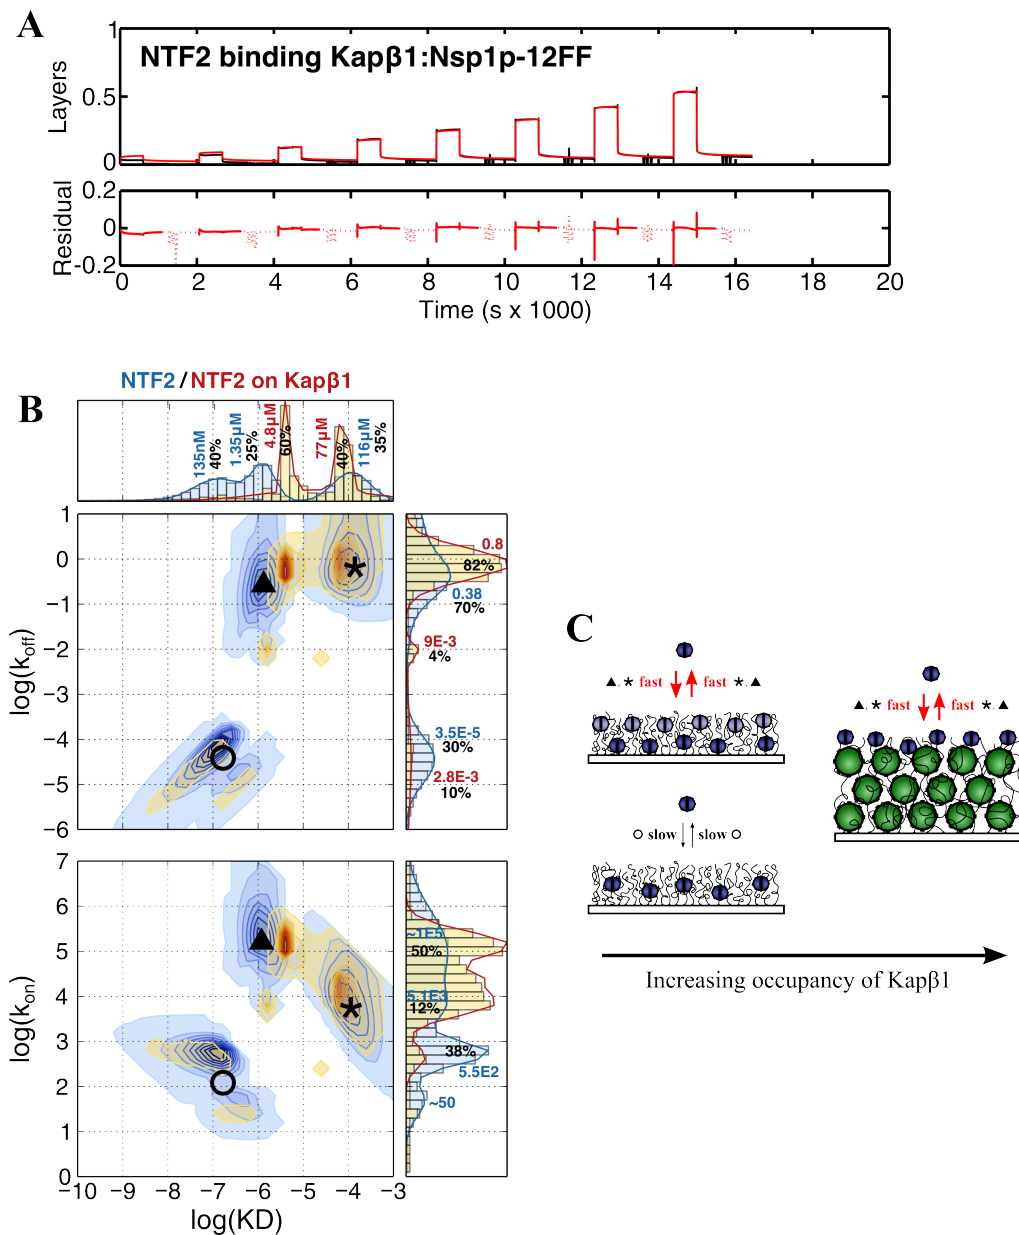 A
NTF2 binding Kapβ1:Nsp1p-12FF
Layers
1
0.5
0
Residual
0.2
0
-0.2
0 2 4 6 8 10 12 14 16 18 20
Time (s x 1000)
B
NTF2 / NTF2 on Kapβ1
135nM
40%
1.35µM
25%
4.8µM
60%
77µM
40%
116µM
35%
log(koff)
1
0
−1
−2
−3
−4
−5
−6
0.8
82%
0.38
70%
9E-3
4%
3.5E-5
30%
2.8E-3
10%
log(kon)
7
6
5
4
3
2
1
0
~1E5
50%
5.1E3
12%
38%
5.5E2
~50
−10 −9 −8 −7 −6 −5 −4 −3
log(KD)
C
▲, * fast fast *, ▲
slow slow
▲, * fast fast *, ▲
Increasing occupancy of Kapβ1